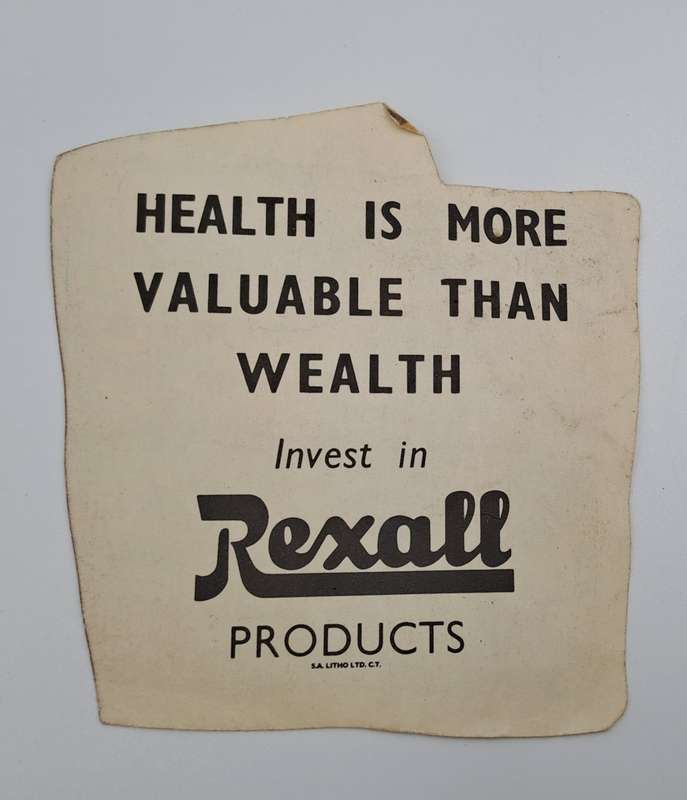 HEALTH IS MORE
VALUABLE THAN
WEALTH
Invest in
Rexall
PRODUCTS
S.A. LITHO LTD. C.T.